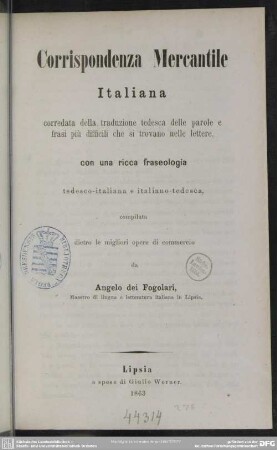 Corrispondenza Mercantile
Italiana
corredata della traduzione tedesca delle parole e
frasi più difficili che si trovano nelle lettere,
con una ricca fraseologia
tedesco-italiana e italiano-tedesca,
compilata
dietro le migliori opere di commercio
da
Angelo dei Fogolari,
Maestro di lingua e letteratura italiana in Lipsia.
Lipsia
a spese di Giulio Werner.
1863
44314
DFG